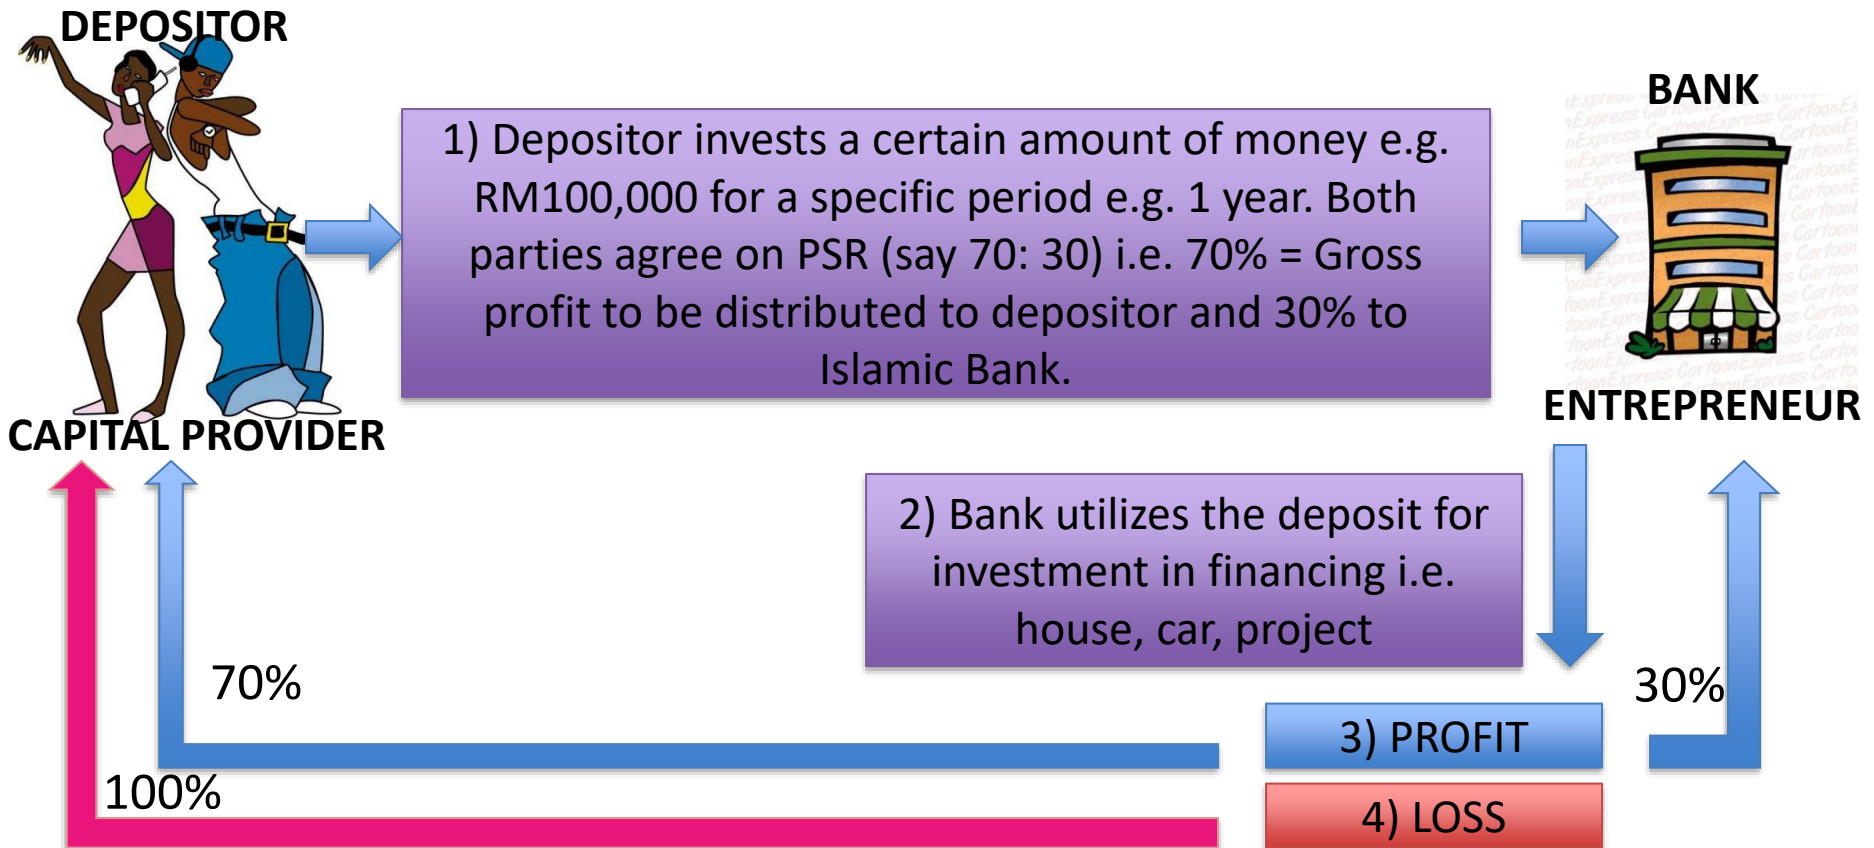 DEPOSITOR
BANK
1) Depositor invests a certain amount of money e.g.
RM100,000 for a specific period e.g. 1 year. Both
parties agree on PSR (say 70: 30) i.e. 70% = Gross
profit to be distributed to depositor and 30% to
Islamic Bank.
CAPITAL PROVIDER
ENTREPRENEUR
2) Bank utilizes the deposit for
investment in financing i.e.
house, car, project
70%
30%
3) PROFIT
100%
4) LOSS
CartoonExpress CartoonExpress